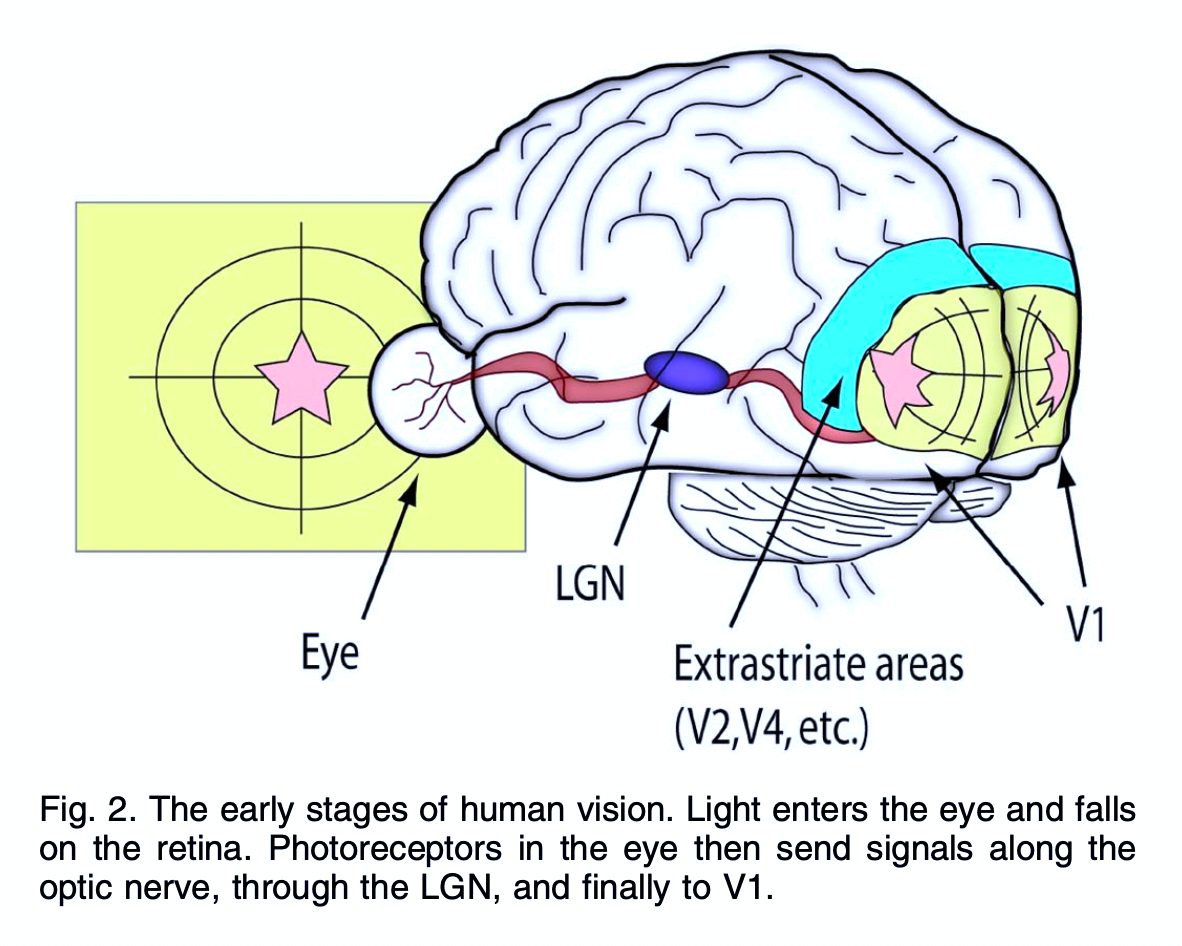 LGN
Eye
V1
Extrastriate areas
(V2,V4, etc.)
Fig. 2. The early stages of human vision. Light enters the eye and falls
on the retina. Photoreceptors in the eye then send signals along the
optic nerve, through the LGN, and finally to V1.